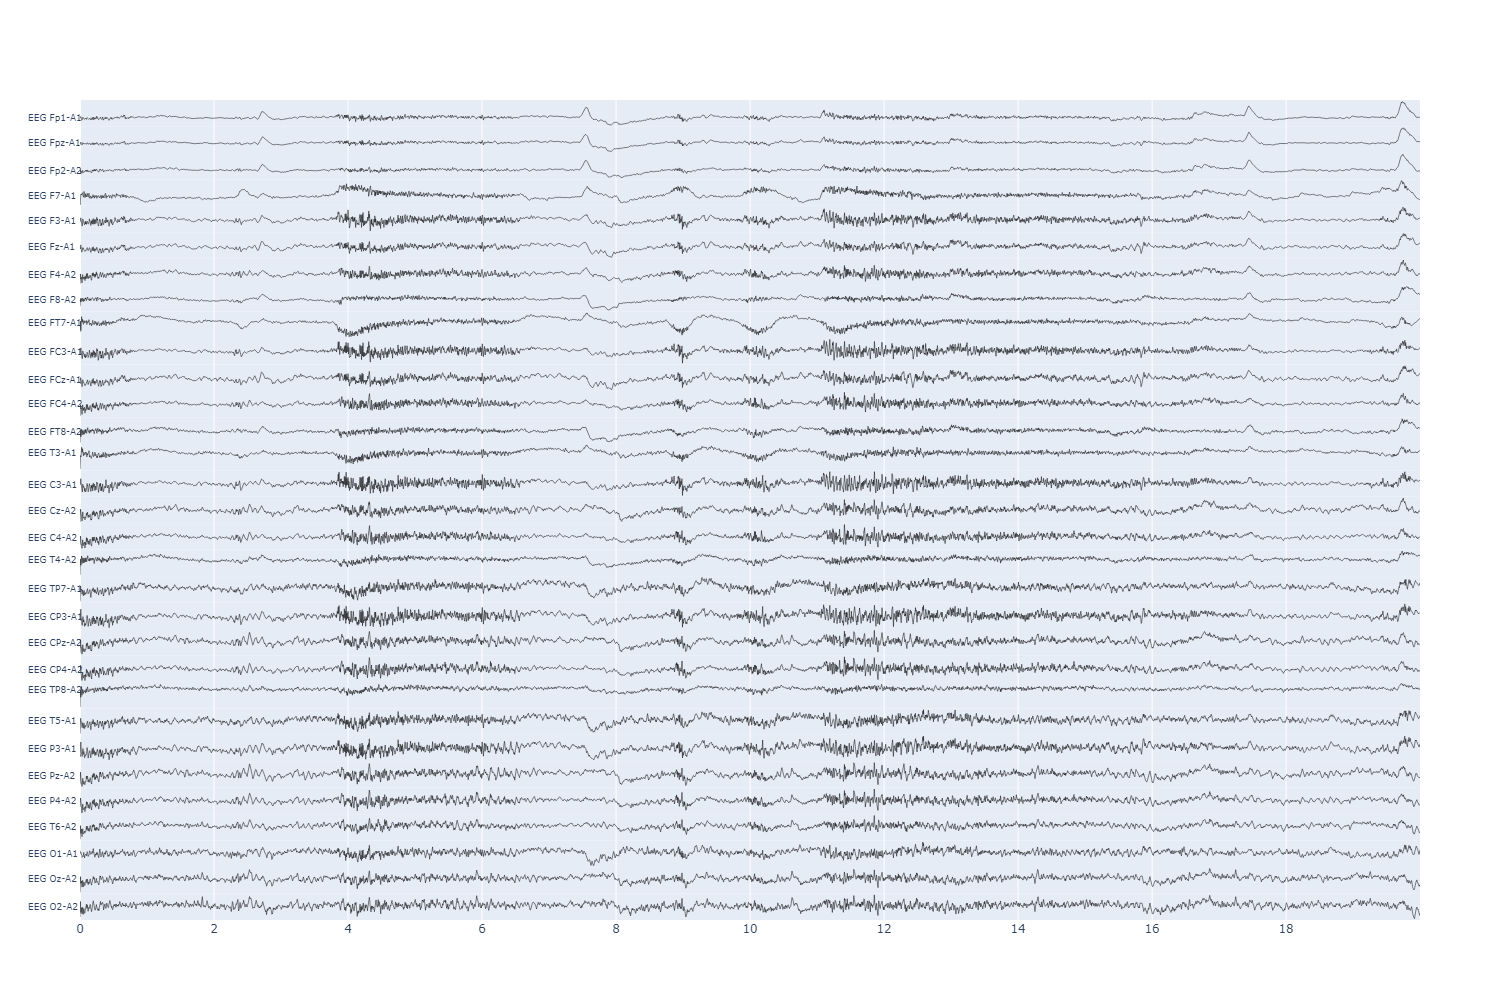 EEG Fp1-A1
EEG Fpz-A1
EEG Fp2-A2
EEG F7-A1
EEG F3-A1
EEG Fz-A1
EEG F4-A2
EEG F8-A2
EEG FT7-A1
EEG FC3-A1
EEG FCz-A1
EEG FC4-A2
EEG FT8-A2
EEG T3-A1
EEG C3-A1
EEG Cz-A2
EEG C4-A2
EEG T4-A2
EEG TP7-A1
EEG CP3-A1
EEG CPz-A2
EEG CP4-A2
EEG TP8-A2
EEG T5-A1
EEG P3-A1
EEG Pz-A2
EEG P4-A2
EEG T6-A2
EEG O1-A1
EEG Oz-A2
EEG O2-A2
0 2 4 6 8 10 12 14 16 18